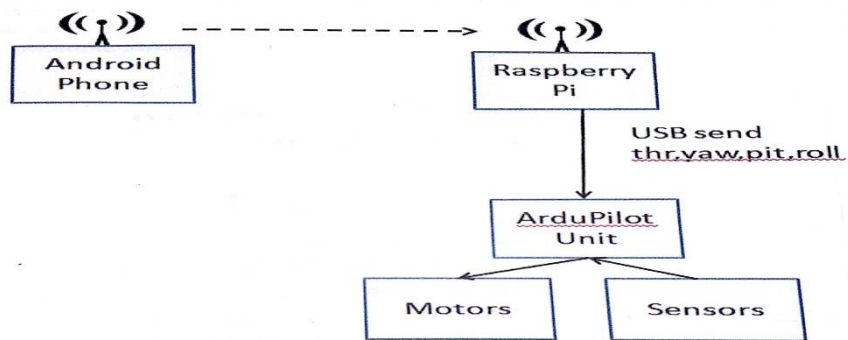 Android
Phone
Raspberry
Pi
USB send
thr,yaw,pit,roll
ArduPilot
Unit
Motors
Sensors